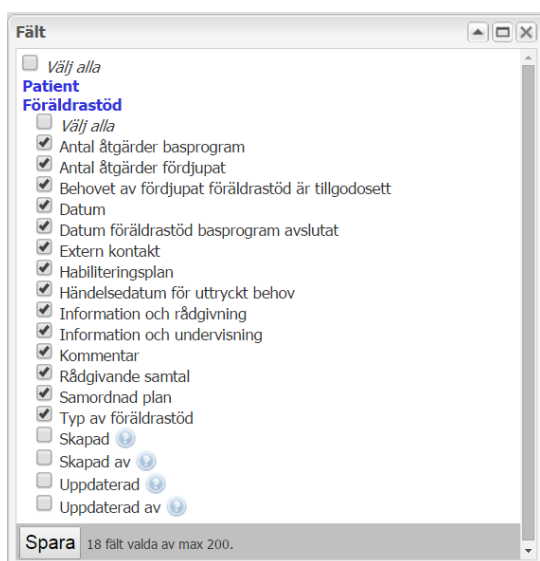 Fält
Välj alla
Patient
Föräldrastöd
Välj alla
Antal åtgärder basprogram
Antal åtgärder fördjupat
Behovet av fördjupat föräldrastöd är tillgodosett
Datum
Datum föräldrastöd basprogram avslutat
Extern kontakt
Habiliteringsplan
Händelsedatum för uttryckt behov
Information och rådgivning
Information och undervisning
Kommentar
Rådgivande samtal
Samordnad plan
Typ av föräldrastöd
Skapad ?
Skapad av ?
Uppdaterad ?
Uppdaterad av ?
Spara 18 fält valda av max 200.